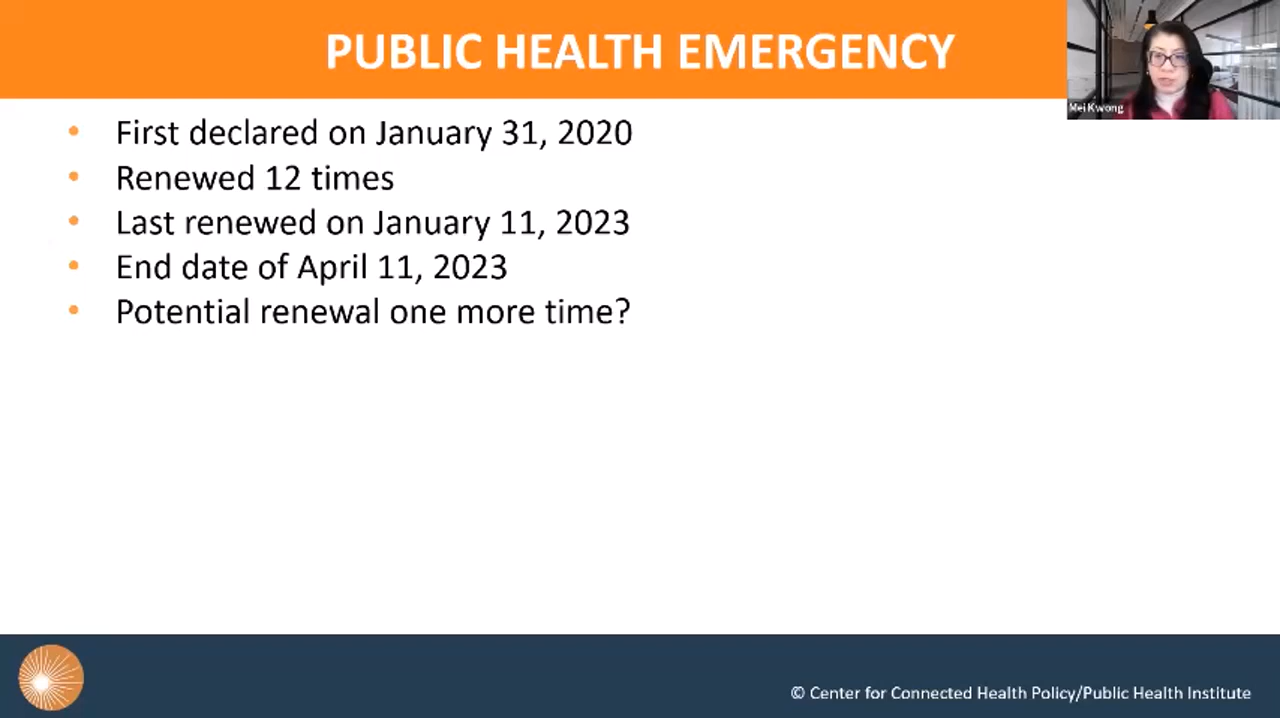 PUBLIC HEALTH EMERGENCY
Mei Kwong
• First declared on January 31, 2020
• Renewed 12 times
• Last renewed on January 11, 2023
• End date of April 11, 2023
• Potential renewal one more time?
© Center for Connected Health Policy/Public Health Institute